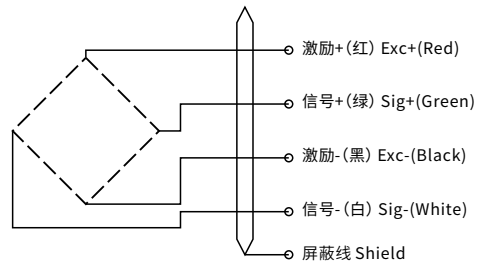 激励+(红) Exc+(Red)
信号+(绿) Sig+(Green)
激励-(黑) Exc-(Black)
信号-(白) Sig-(White)
屏蔽线 Shield